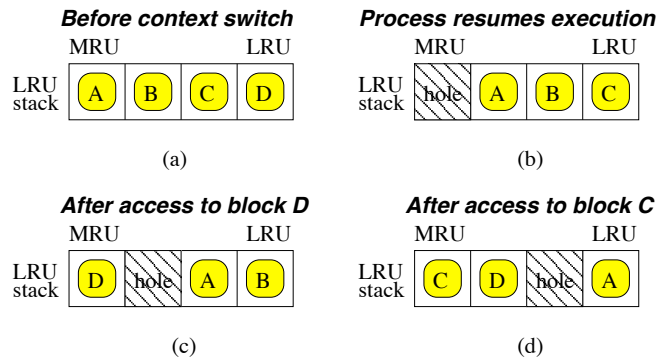 Before context switch
MRU LRU
LRU stack A B C D
(a)
Process resumes execution
MRU LRU
LRU stack hole A B C
(b)
After access to block D
MRU LRU
LRU stack D hole A B
(c)
After access to block C
MRU LRU
LRU stack C D hole A
(d)